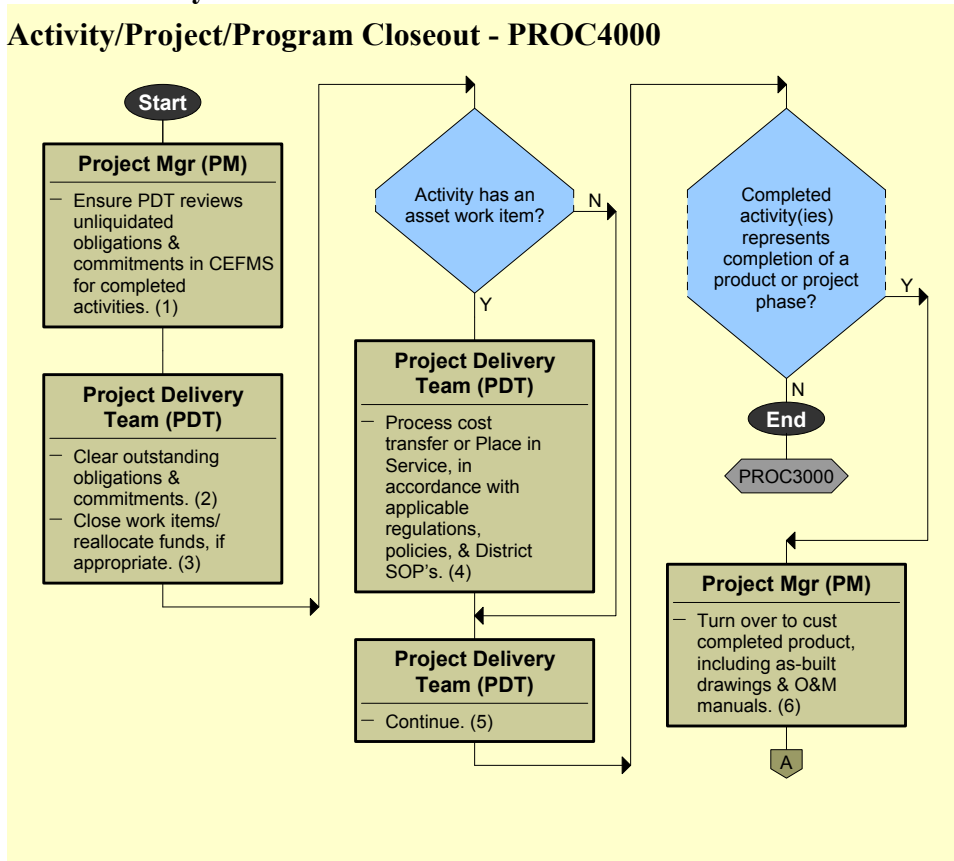 Activity/Project/Program Closeout - PROC4000
Start
Project Mgr (PM)
— Ensure PDT reviews
unliquidated
obligations &
commitments in CEFMS
for completed
activities. (1)
Project Delivery
Team (PDT)
— Clear outstanding
obligations &
commitments. (2)
— Close work items/
reallocate funds, if
appropriate. (3)
Activity has an
asset work item?
N
Y
Project Delivery
Team (PDT)
— Process cost
transfer or Place in
Service, in
accordance with
applicable
regulations,
policies, & District
SOP's. (4)
Project Delivery
Team (PDT)
— Continue. (5)
Completed
activity(ies)
represents
completion of a
product or project
phase?
Y
N
End
PROC3000
Project Mgr (PM)
— Turn over to cust
completed product,
including as-built
drawings & O&M
manuals. (6)
A